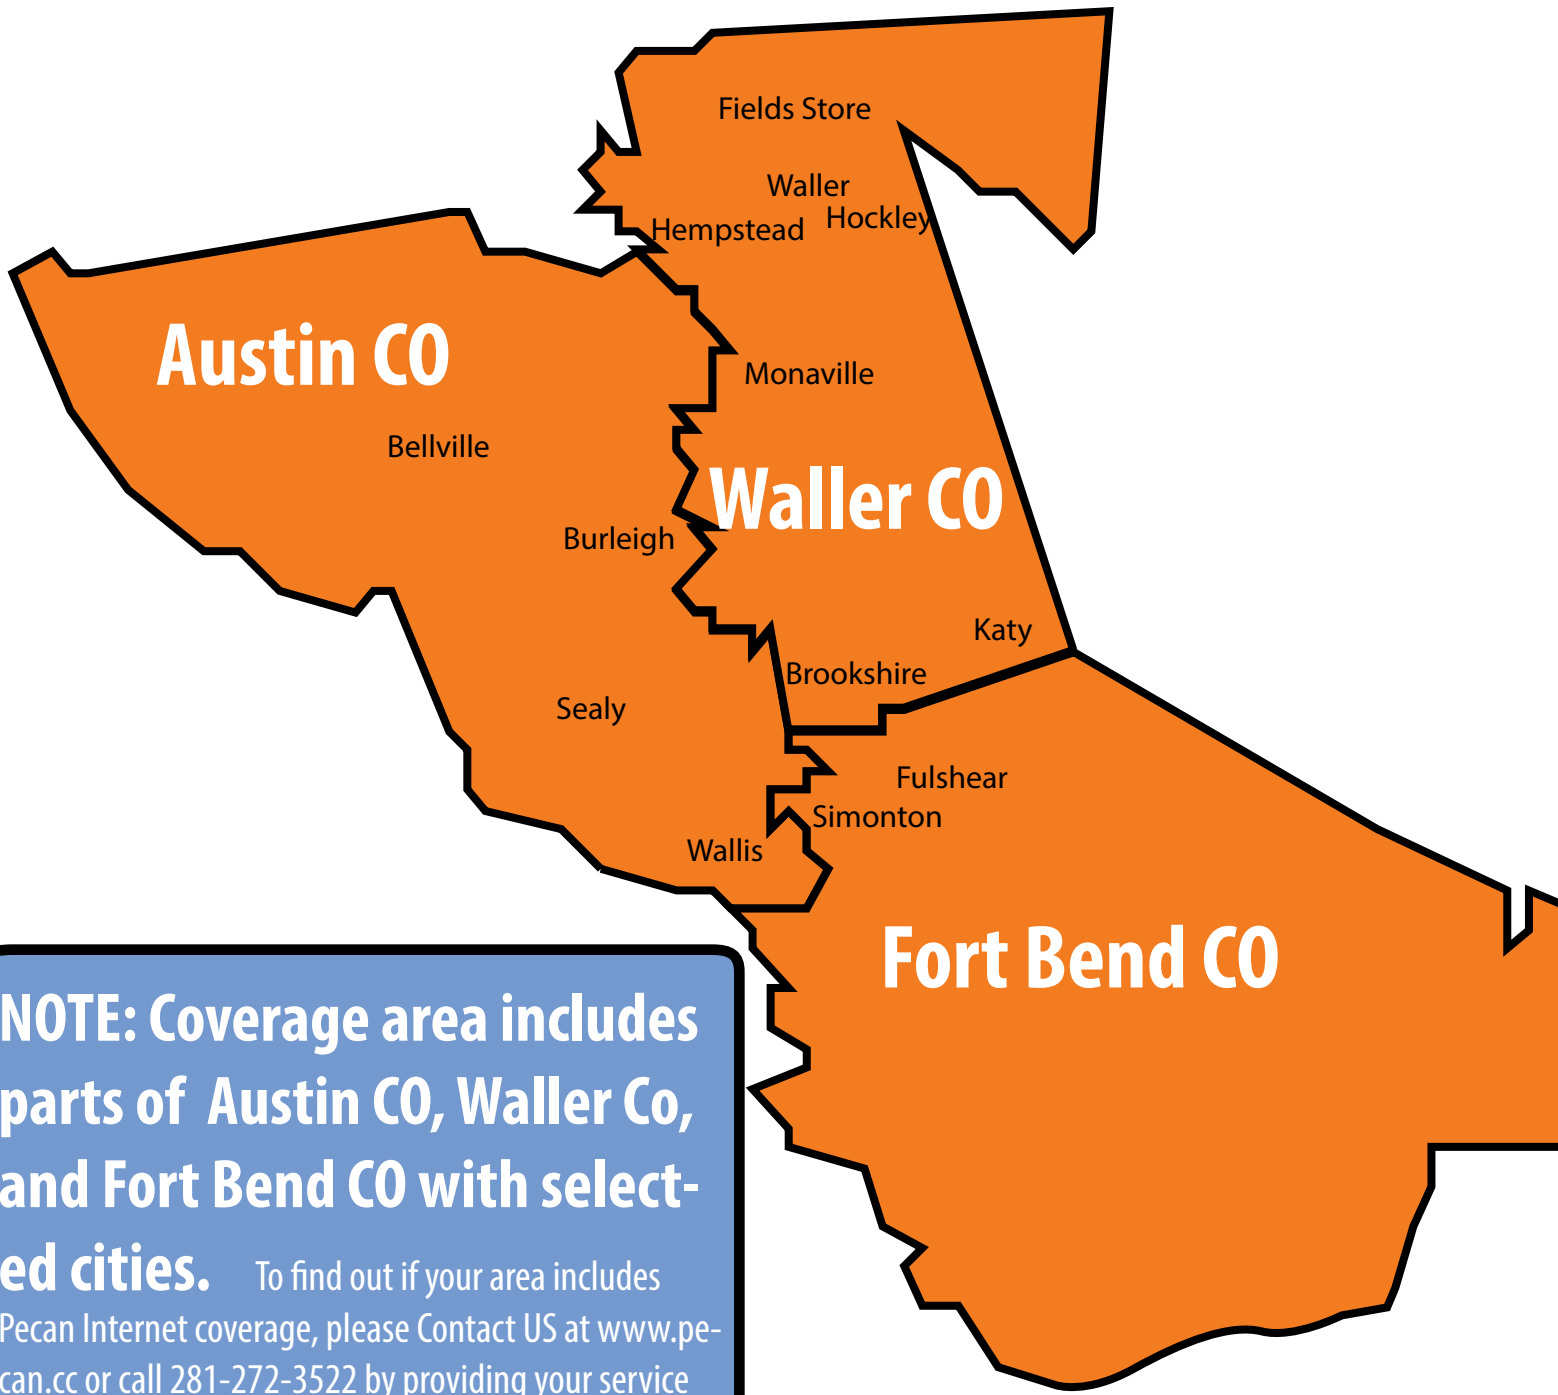 Fields Store
Waller
Hockley
Hempstead
Austin CO
Monaville
Bellville
Waller CO
Burleigh
Katy
Brookshire
Sealy
Fulshear
Simonton
Wallis
Fort Bend CO
NOTE: Coverage area includes
parts of Austin CO, Waller Co,
and Fort Bend CO with select-
ed cities. To find out if your area includes
Pecan Internet coverage, please Contact US at www.pe-
can.cc or call 281-272-3522 by providing your service